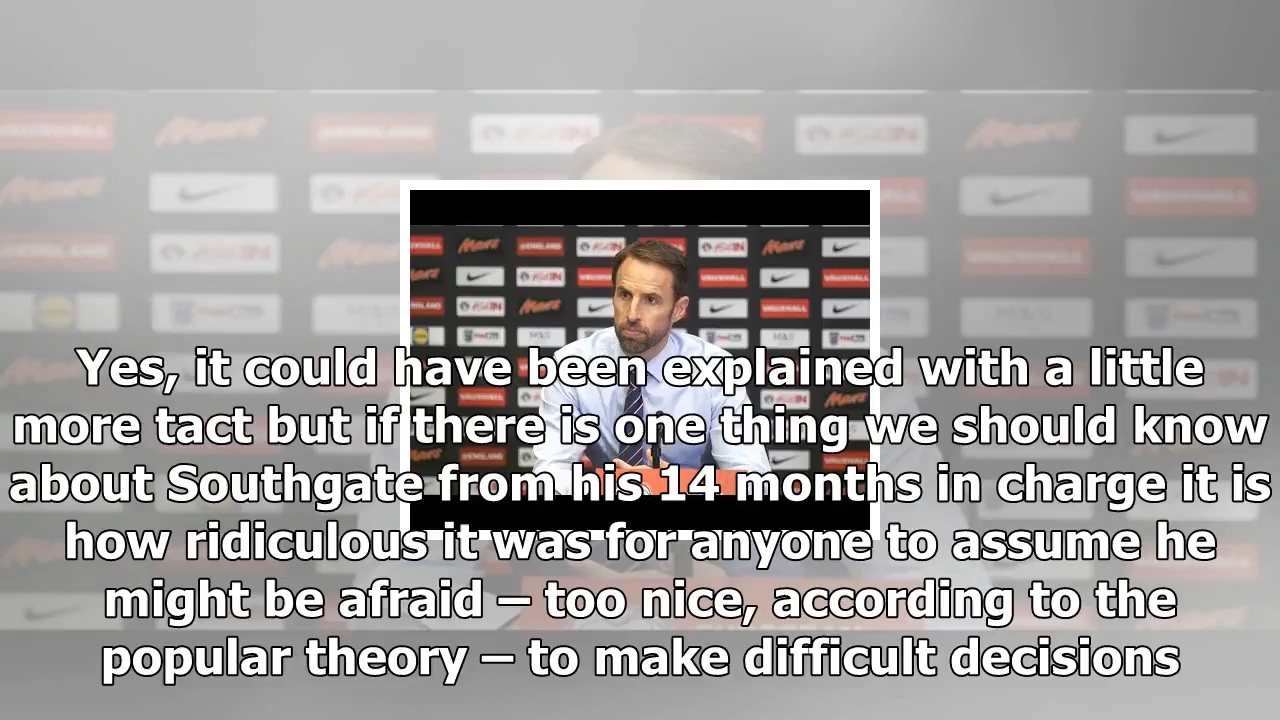 Yes, it could have been explained with a little
more tact but if there is one thing we should know
about Southgate from his 14 months in charge it is
how ridiculous it was for anyone to assume he
might be afraid – too nice, according to the
popular theory – to make difficult decisions